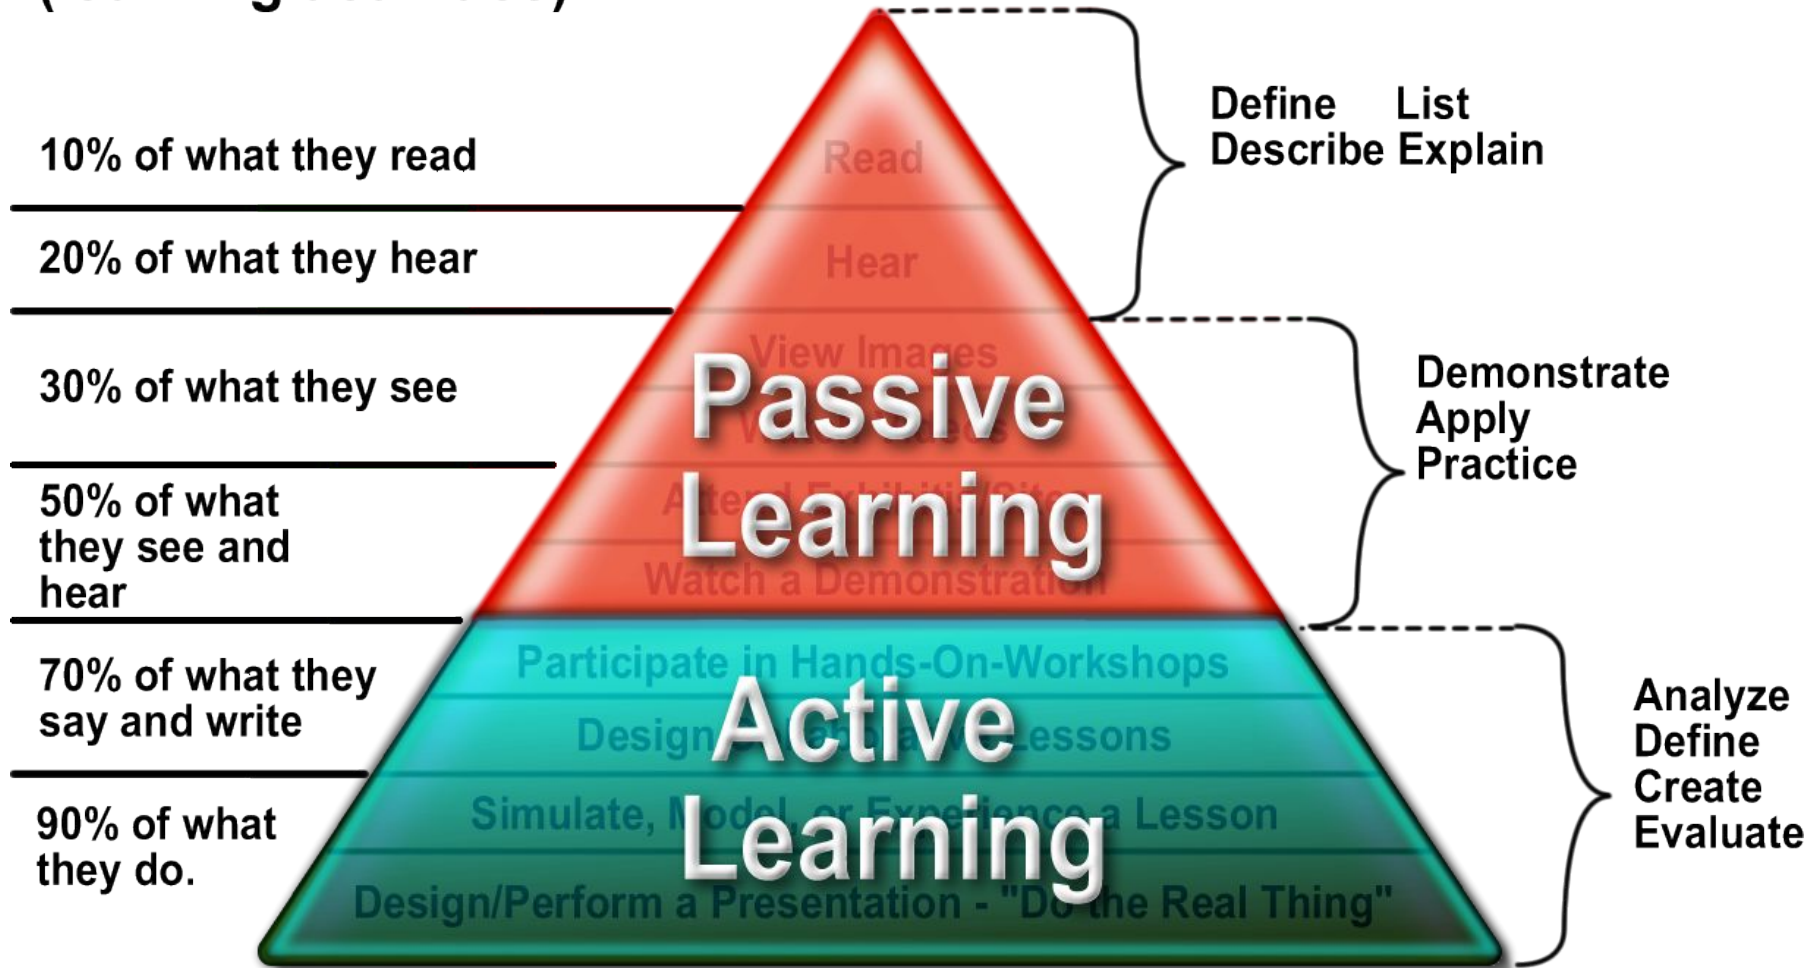 10% of what they read
20% of what they hear
30% of what they see
50% of what
they see and
hear
70% of what they
say and write
90% of what
they do.
Read
Hear
View Images
Passive
Learning
Watch a Demonstration
Participate in Hands-On-Workshops
Design Lessons
Active
Simulate, Model, or Experience a Lesson
Learning
Design/Perform a Presentation - "Do the Real Thing"
Define List
Describe Explain
Demonstrate
Apply
Practice
Analyze
Define
Create
Evaluate